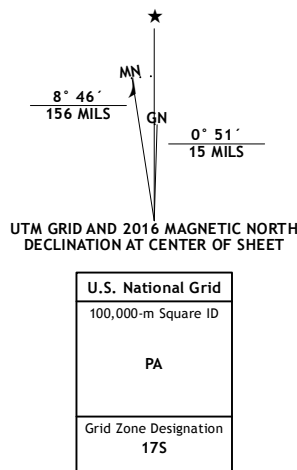 ★
MN
GN
8° 46´
156 MILS
0° 51´
15 MILS
UTM GRID AND 2016 MAGNETIC NORTH
DECLINATION AT CENTER OF SHEET
U.S. National Grid
100,000-m Square ID
PA
Grid Zone Designation
17S